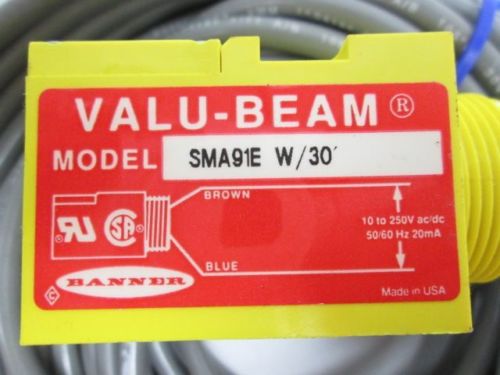 VALU-BEAM®
MODEL SMA91E W/30'
BROWN
10 to 250V ac/dc
50/60 Hz 20mA
BLUE
BANNER
Made in USA